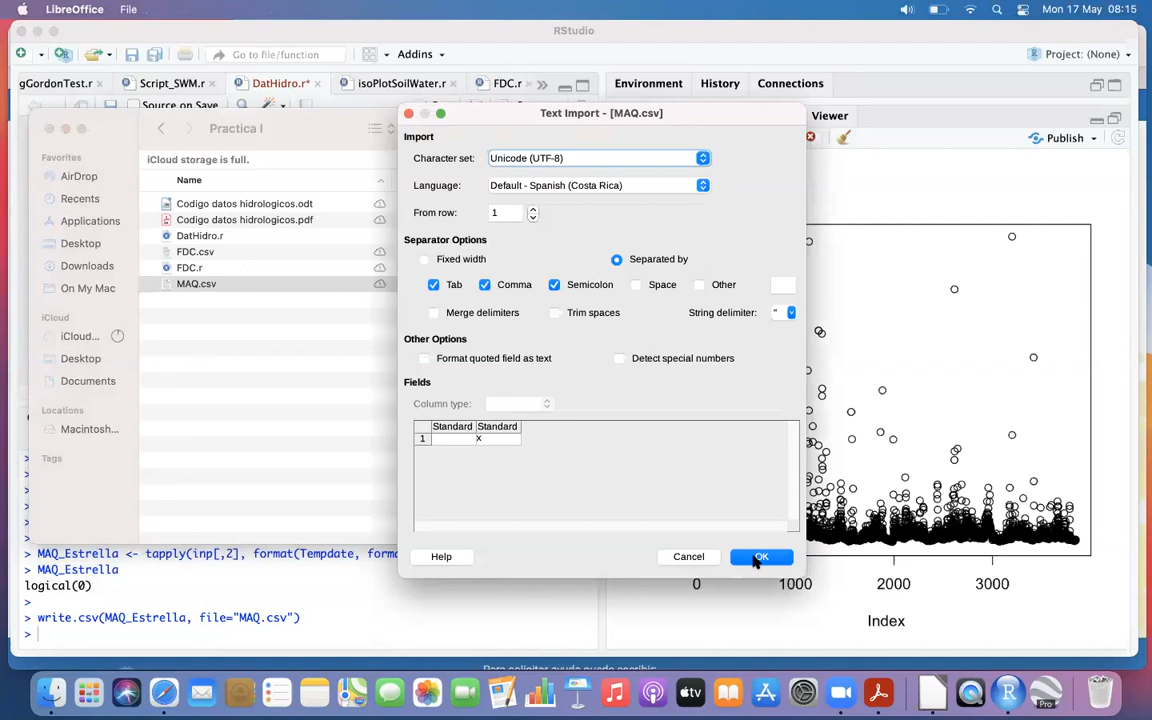 LibreOffice File Mon 17 May 08:15
RStudio
Go to file/function Addins Project: (None)
gGordonTest.r Script_SWM.r DatHidro.r* isoPlotSoilWater.r FDC.r Environment History Connections
Source on Save
Viewer
Publish
Practica I
iCloud storage is full.
Name
Codigo datos hidrologicos.odt
Codigo datos hidrologicos.pdf
DatHidro.r
FDC.csv
FDC.r
MAQ.csv
Favorites
AirDrop
Recents
Applications
Desktop
Downloads
On My Mac
iCloud
iCloud...
Desktop
Documents
Locations
Macintosh...
Tags
Text Import - [MAQ.csv]
Import
Character set: Unicode (UTF-8)
Language: Default - Spanish (Costa Rica)
From row: 1
Separator Options
Fixed width Separated by
Tab Comma Semicolon Space Other
Merge delimiters Trim spaces String delimiter: "
Other Options
Format quoted field as text Detect special numbers
Fields
Column type:
Standard Standard
1 x
Help Cancel OK
> MAQ_Estrella <- tapply(inp[,2], format(Tempdate, forma
> MAQ_Estrella
logical(0)
>
> write.csv(MAQ_Estrella, file="MAQ.csv")
>
0 1000 2000 3000
Index
Para solicitar ayuda puede escribir:
tv
Pro